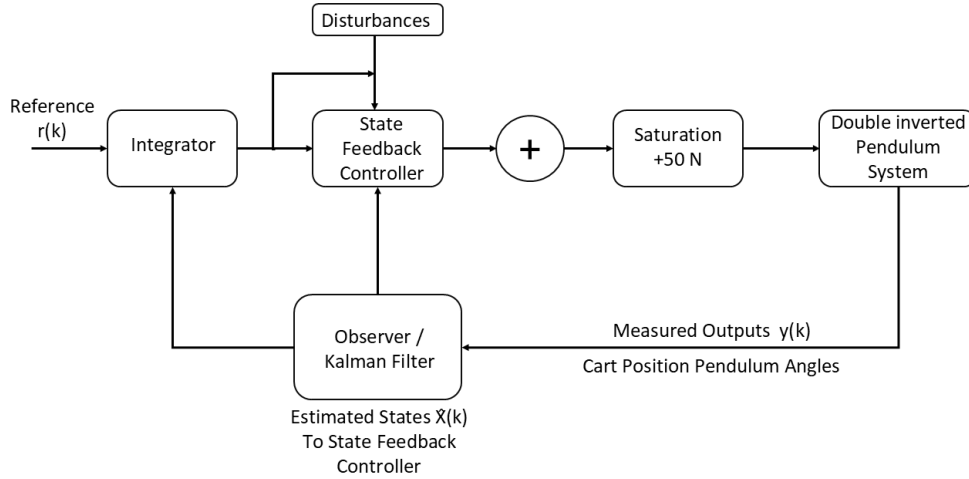 Disturbances
Reference
r(k)
Integrator
State
Feedback
Controller
+
Saturation
+50 N
Double inverted
Pendulum
System
Observer /
Kalman Filter
Measured Outputs y(k)
Cart Position Pendulum Angles
Estimated States X̂(k)
To State Feedback
Controller